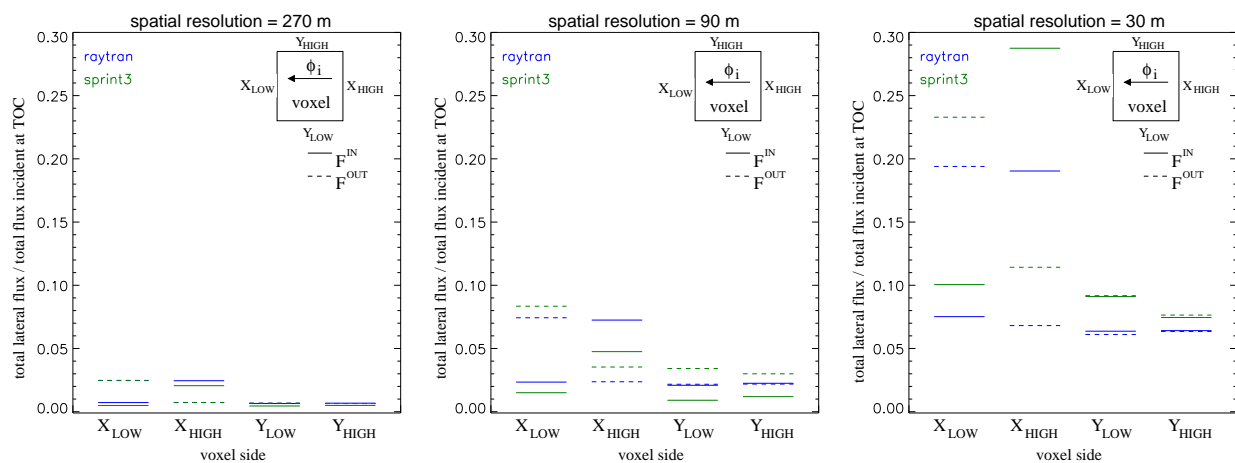 spatial resolution = 270 m
total lateral flux / total flux incident at TOC
0.30
0.25
0.20
0.15
0.10
0.05
0.00
raytran
sprint3
Y_HIGH
ϕ_i
X_LOW
X_HIGH
voxel
Y_LOW
F^IN
F^OUT
X_LOW X_HIGH Y_LOW Y_HIGH
voxel side
spatial resolution = 90 m
total lateral flux / total flux incident at TOC
0.30
0.25
0.20
0.15
0.10
0.05
0.00
raytran
sprint3
Y_HIGH
ϕ_i
X_LOW
X_HIGH
voxel
Y_LOW
F^IN
F^OUT
X_LOW X_HIGH Y_LOW Y_HIGH
voxel side
spatial resolution = 30 m
total lateral flux / total flux incident at TOC
0.30
0.25
0.20
0.15
0.10
0.05
0.00
raytran
sprint3
Y_HIGH
ϕ_i
X_LOW
X_HIGH
voxel
Y_LOW
F^IN
F^OUT
X_LOW X_HIGH Y_LOW Y_HIGH
voxel side